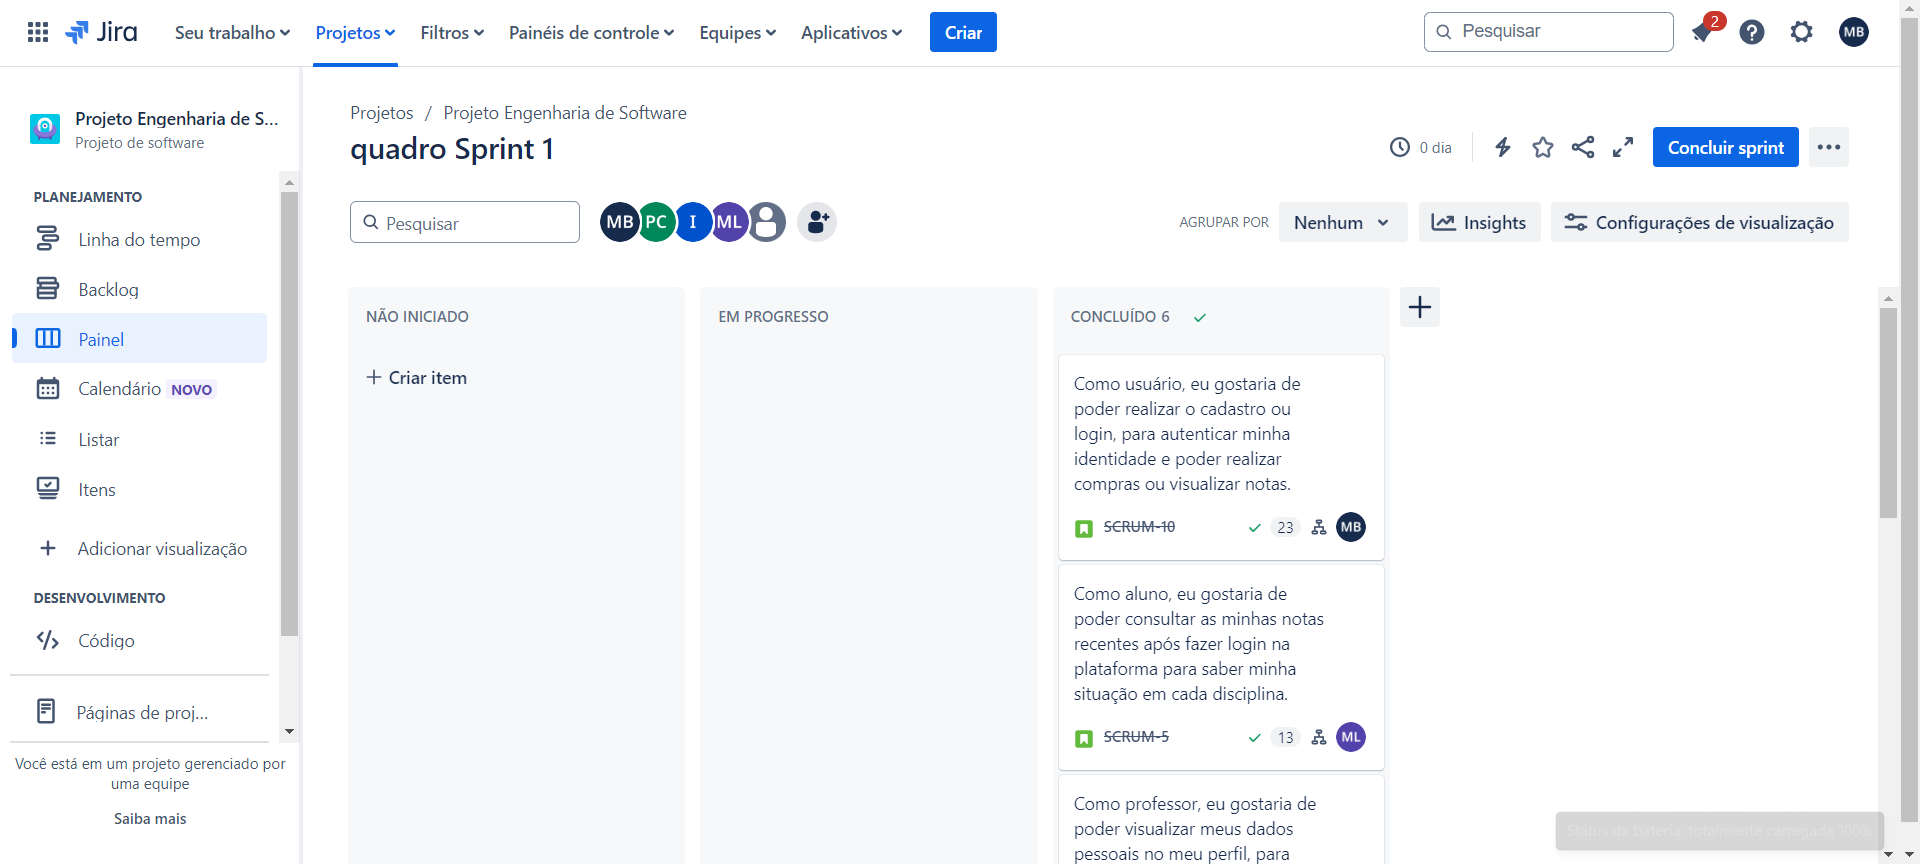 Jira
Seu trabalho
Projetos
Filtros
Painéis de controle
Equipes
Aplicativos
Criar
Pesquisar
2
MB
Projeto Engenharia de S...
Projeto de software
PLANEJAMENTO
Linha do tempo
Backlog
Painel
Calendário NOVO
Listar
Itens
Adicionar visualização
DESENVOLVIMENTO
Código
Páginas de proj...
Você está em um projeto gerenciado por
uma equipe
Saiba mais
Projetos / Projeto Engenharia de Software
quadro Sprint 1
0 dia
Concluir sprint
Pesquisar
MB PC I ML
AGRUPAR POR
Nenhum
Insights
Configurações de visualização
NÃO INICIADO
Criar item
EM PROGRESSO
CONCLUÍDO 6
Como usuário, eu gostaria de
poder realizar o cadastro ou
login, para autenticar minha
identidade e poder realizar
compras ou visualizar notas.
SCRUM-10
23
MB
Como aluno, eu gostaria de
poder consultar as minhas notas
recentes após fazer login na
plataforma para saber minha
situação em cada disciplina.
SCRUM-5
13
ML
Como professor, eu gostaria de
poder visualizar meus dados
pessoais no meu perfil, para
Status da bateria: totalmente carregada 100%